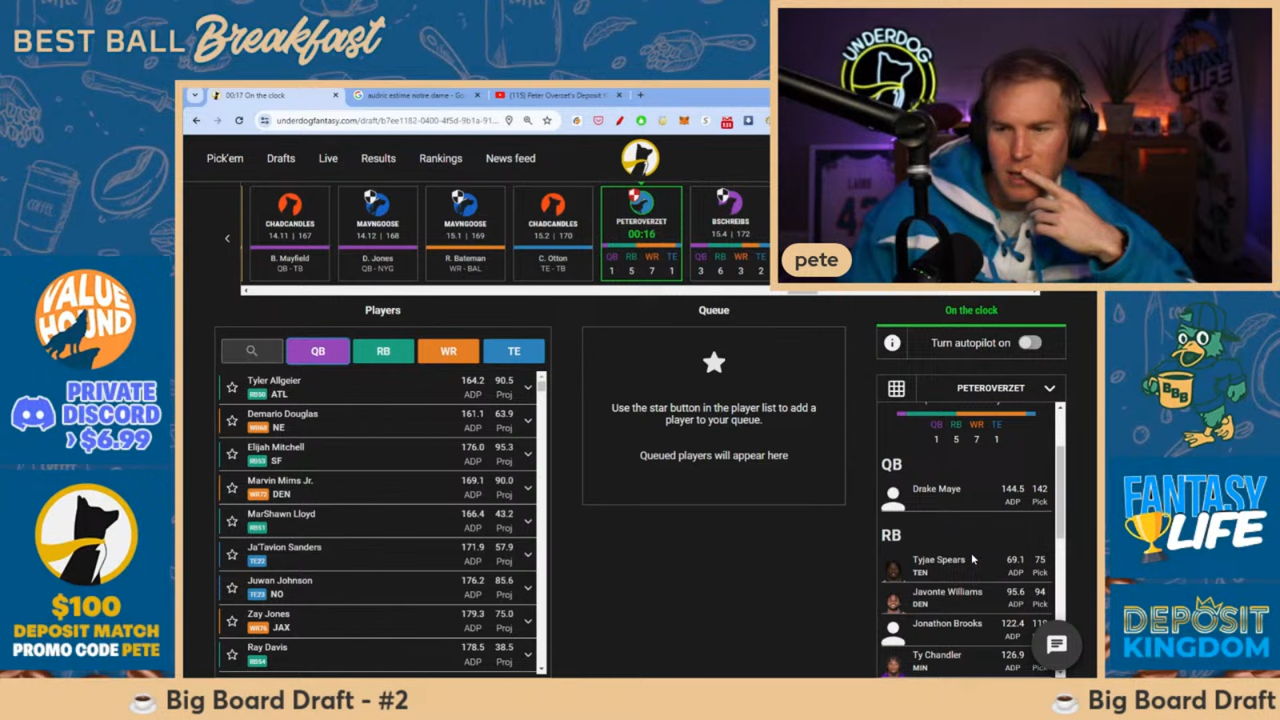 BEST BALL Breakfast
UNDERDOG
pete
VALUE
HOUND
PRIVATE
DISCORD
› $6.99
$100
DEPOSIT MATCH
PROMO CODE PETE
BBB
FANTASY
LIFE
DEPOSIT
KINGDOM
00:17 On the clock
audric estime notre dame - Go
(115) Peter Overzet's Deposit
underdogfantasy.com/draft/b7ee1182-0400-4f5d-9b1a-91...
Pick'em Drafts Live Results Rankings News feed
CHADCANDLES
14.11 | 167
B. Mayfield
QB - TB
MAVNGOOSE
14.12 | 168
D. Jones
QB - NYG
MAVNGOOSE
15.1 | 169
R. Bateman
WR - BAL
CHADCANDLES
15.2 | 170
C. Otton
TE - TB
PETEROVERZET
00:16
QB RB WR TE
1 5 7 1
BSCHREIBS
15.4 | 172
QB RB WR TE
3 6 3 2
Players
QB RB WR TE
Tyler Allgeier 164.2 90.5
RB50 ATL ADP Proj
Demario Douglas 161.1 63.9
NE ADP Proj
Elijah Mitchell 176.0 95.3
RB53 SF ADP Proj
Marvin Mims Jr. 169.1 90.0
WR72 DEN ADP Proj
MarShawn Lloyd 166.4 43.2
RB51 ADP Proj
Ja'Tavion Sanders 171.9 57.9
TE22 ADP Proj
Juwan Johnson 176.2 85.6
TE23 NO ADP Proj
Zay Jones 179.3 75.0
WR76 JAX ADP Proj
Ray Davis 178.5 38.5
RB54 ADP Proj
Queue
Use the star button in the player list to add a
player to your queue.
Queued players will appear here
On the clock
Turn autopilot on
PETEROVERZET
QB RB WR TE
1 5 7 1
QB
Drake Maye 144.5 142
ADP Pick
RB
Tyjae Spears 69.1 75
TEN ADP Pick
Javonte Williams 95.6 94
DEN ADP Pick
Jonathon Brooks 122.4
ADP Pick
Ty Chandler 126.9
MIN
Big Board Draft - #2
Big Board Draft